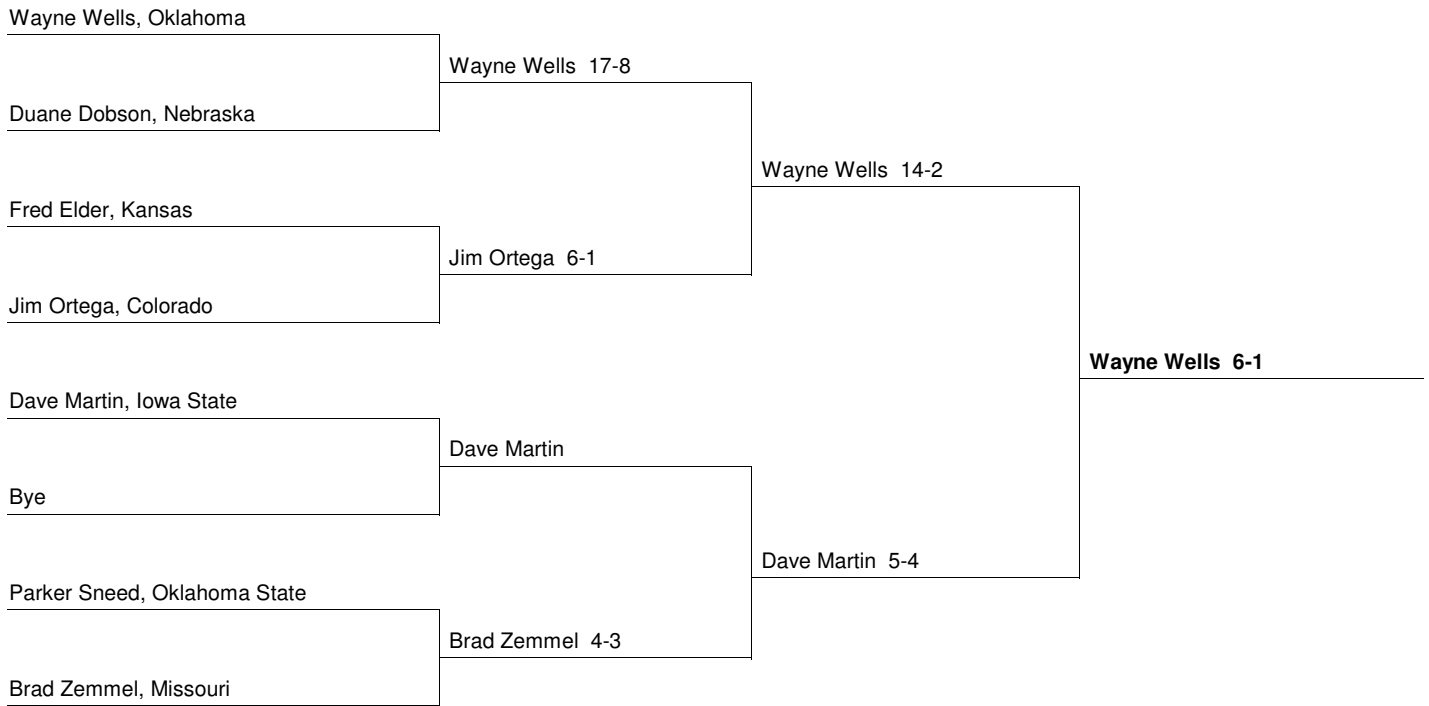 Wayne Wells, Oklahoma
Wayne Wells  17-8
Duane Dobson, Nebraska
Wayne Wells  14-2
Fred Elder, Kansas
Jim Ortega  6-1
Jim Ortega, Colorado
Wayne Wells  6-1
Dave Martin, Iowa State
Dave Martin
Bye
Dave Martin  5-4
Parker Sneed, Oklahoma State
Brad Zemmel  4-3
Brad Zemmel, Missouri